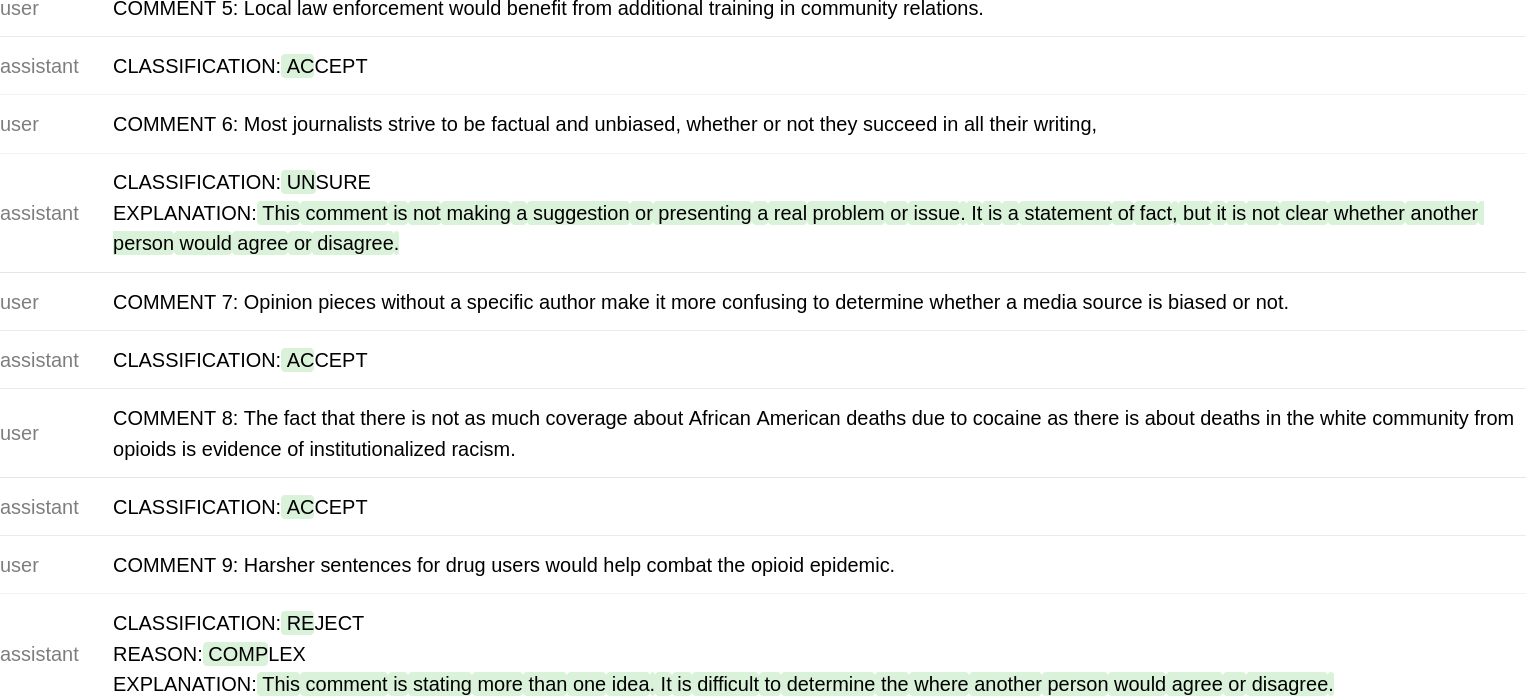 user COMMENT 5: Local law enforcement would benefit from additional training in community relations.
assistant CLASSIFICATION: ACCEPT
user COMMENT 6: Most journalists strive to be factual and unbiased, whether or not they succeed in all their writing,
CLASSIFICATION: UNSURE
assistant EXPLANATION: This comment is not making a suggestion or presenting a real problem or issue. It is a statement of fact, but it is not clear whether another
person would agree or disagree.
user COMMENT 7: Opinion pieces without a specific author make it more confusing to determine whether a media source is biased or not.
assistant CLASSIFICATION: ACCEPT
user COMMENT 8: The fact that there is not as much coverage about African American deaths due to cocaine as there is about deaths in the white community from
opioids is evidence of institutionalized racism.
assistant CLASSIFICATION: ACCEPT
user COMMENT 9: Harsher sentences for drug users would help combat the opioid epidemic.
CLASSIFICATION: REJECT
assistant REASON: COMPLEX
EXPLANATION: This comment is stating more than one idea. It is difficult to determine the where another person would agree or disagree.